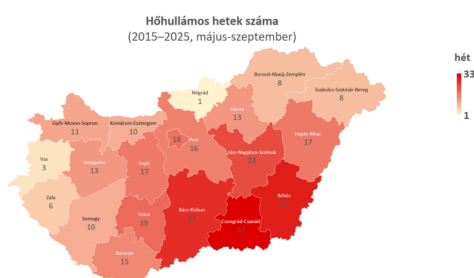 Hőhullámos hetek száma
(2015–2025, május-szeptember)
hét
33
1
Nógrád
1
Borsod-Abaúj-Zemplén
8
Szabolcs-Szatmár-Bereg
8
Heves
13
Győr-Moson-Sopron
11
Komárom-Esztergom
10
18
Pest
16
Hajdú-Bihar
17
Jász-Nagykun-Szolnok
23
Vas
3
Veszprém
13
Fejér
17
Zala
6
Somogy
10
Tolna
19
Bács-Kiskun
Békés
Csongrád-Csanád
Baranya
15